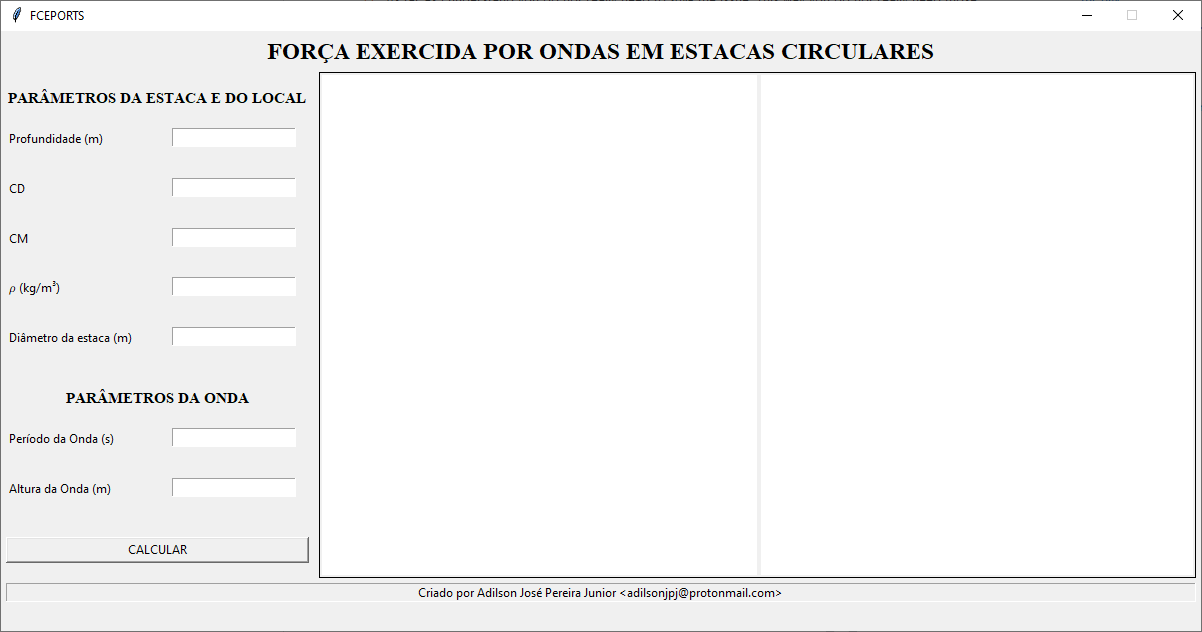 FCEPORTS
FORÇA EXERCIDA POR ONDAS EM ESTACAS CIRCULARES
PARÂMETROS DA ESTACA E DO LOCAL
Profundidade (m)
CD
CM
ρ (kg/m³)
Diâmetro da estaca (m)
PARÂMETROS DA ONDA
Período da Onda (s)
Altura da Onda (m)
CALCULAR
Criado por Adilson José Pereira Junior <adilsonjpj@protonmail.com>